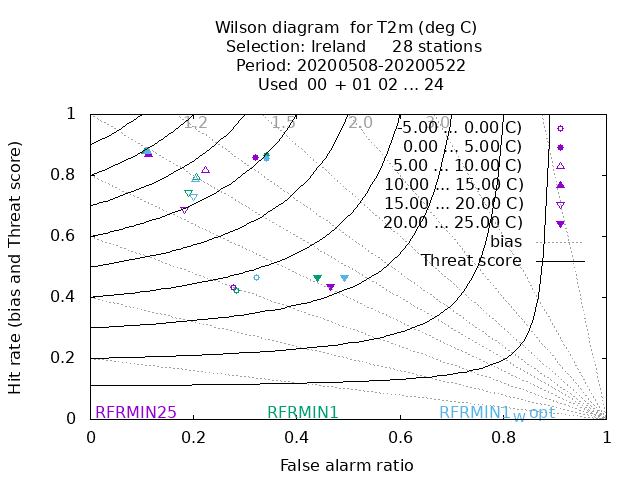 Wilson diagram  for T2m (deg C)
Selection: Ireland     28 stations
Period: 20200508-20200522
Used  00 + 01 02 ... 24
1
0.8
0.6
0.4
0.2
0
0
0.2
0.4
0.6
0.8
1
Hit rate (bias and Threat score)
False alarm ratio
1.2
1.5
2.0
3.0
-5.00 ... 0.00 C)
0.00 ... 5.00 C)
5.00 ... 10.00 C)
10.00 ... 15.00 C)
15.00 ... 20.00 C)
20.00 ... 25.00 C)
bias
Threat score
RFRMIN25
RFRMIN1
RFRMIN1_W opt